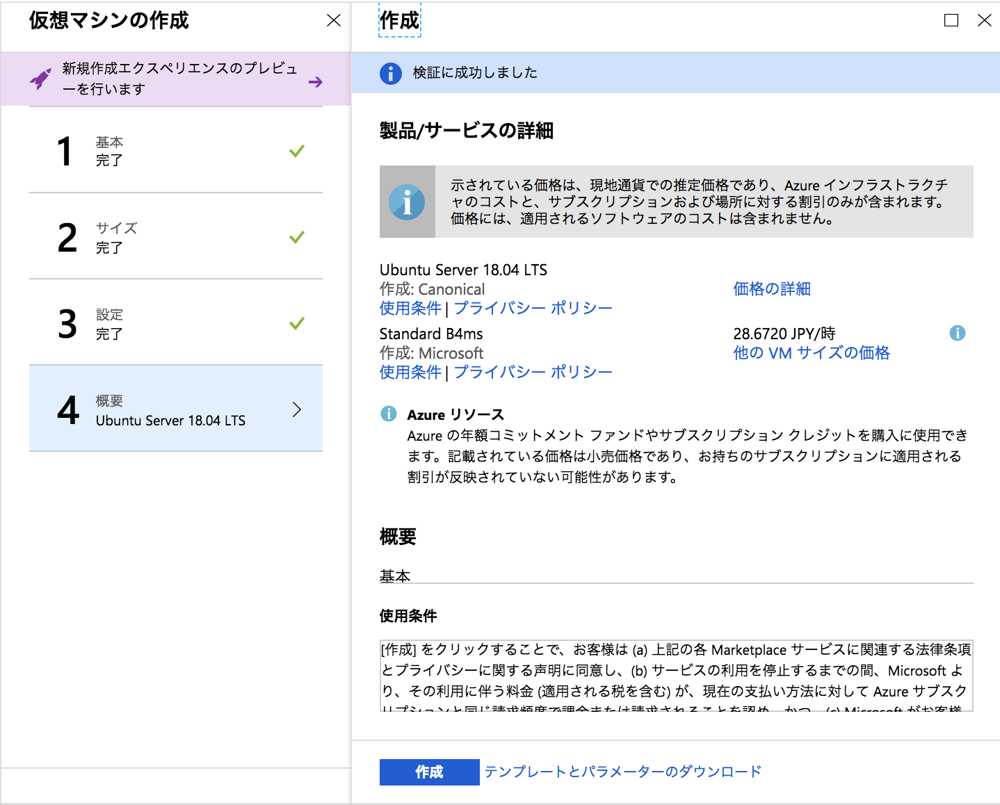 仮想マシンの作成
新規作成エクスペリエンスのプレビュ
ーを行います
1
基本
完了
2
サイズ
完了
3
設定
完了
4
概要
Ubuntu Server 18.04 LTS
作成
検証に成功しました
製品/サービスの詳細
示されている価格は、現地通貨での推定価格であり、Azure インフラストラクチ
ャのコストと、サブスクリプションおよび場所に対する割引のみが含まれます。
価格には、適用されるソフトウェアのコストは含まれません。
Ubuntu Server 18.04 LTS
作成: Canonical
価格の詳細
使用条件 | プライバシー ポリシー
Standard B4ms
28.6720 JPY/時
作成: Microsoft
他の VM サイズの価格
使用条件 | プライバシー ポリシー
Azure リソース
Azure の年額コミットメント ファンドやサブスクリプション クレジットを購入に使用でき
ます。記載されている価格は小売価格であり、お持ちのサブスクリプションに適用される
割引が反映されていない可能性があります。
概要
基本
使用条件
[作成] をクリックすることで、お客様は (a) 上記の各 Marketplace サービスに関連する法律条項
とプライバシーに関する声明に同意し、(b) サービスの利用を停止するまでの間、Microsoft よ
り、その利用に伴う料金 (適用される税を含む) が、現在の支払い方法に対して Azure サブスク
リプションと同じ請求頻度で課金または請求されることを認め、かつ、(c) Microsoft がお客様
作成
テンプレートとパラメーターのダウンロード